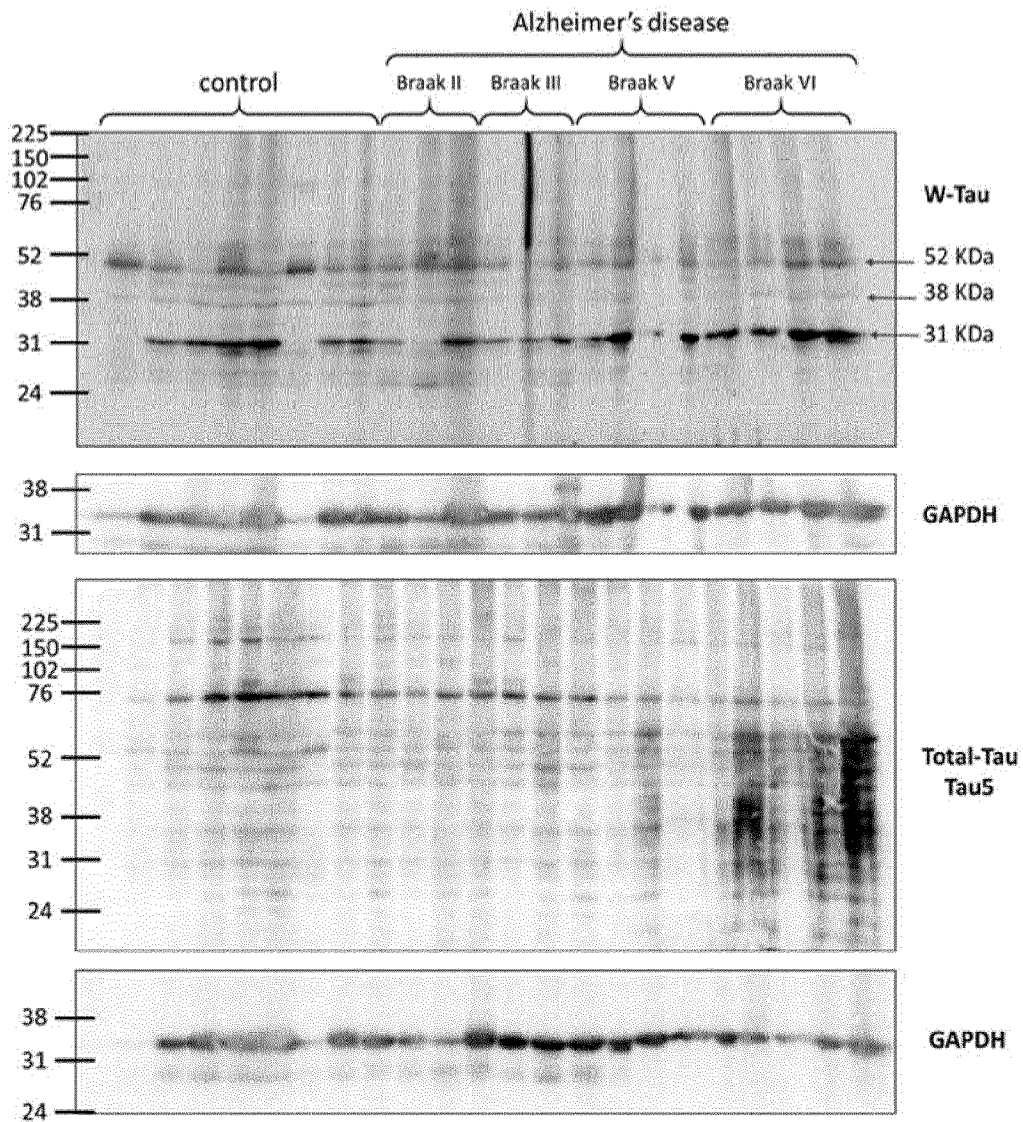 Alzheimer's disease
control
Braak II
Braak III
Braak V
Braak VI
225
150
102
76
52
38
31
24
W-Tau
52 KDa
38 KDa
31 KDa
38
31
GAPDH
225
150
102
76
52
38
31
24
Total-Tau
Tau5
38
31
24
GAPDH